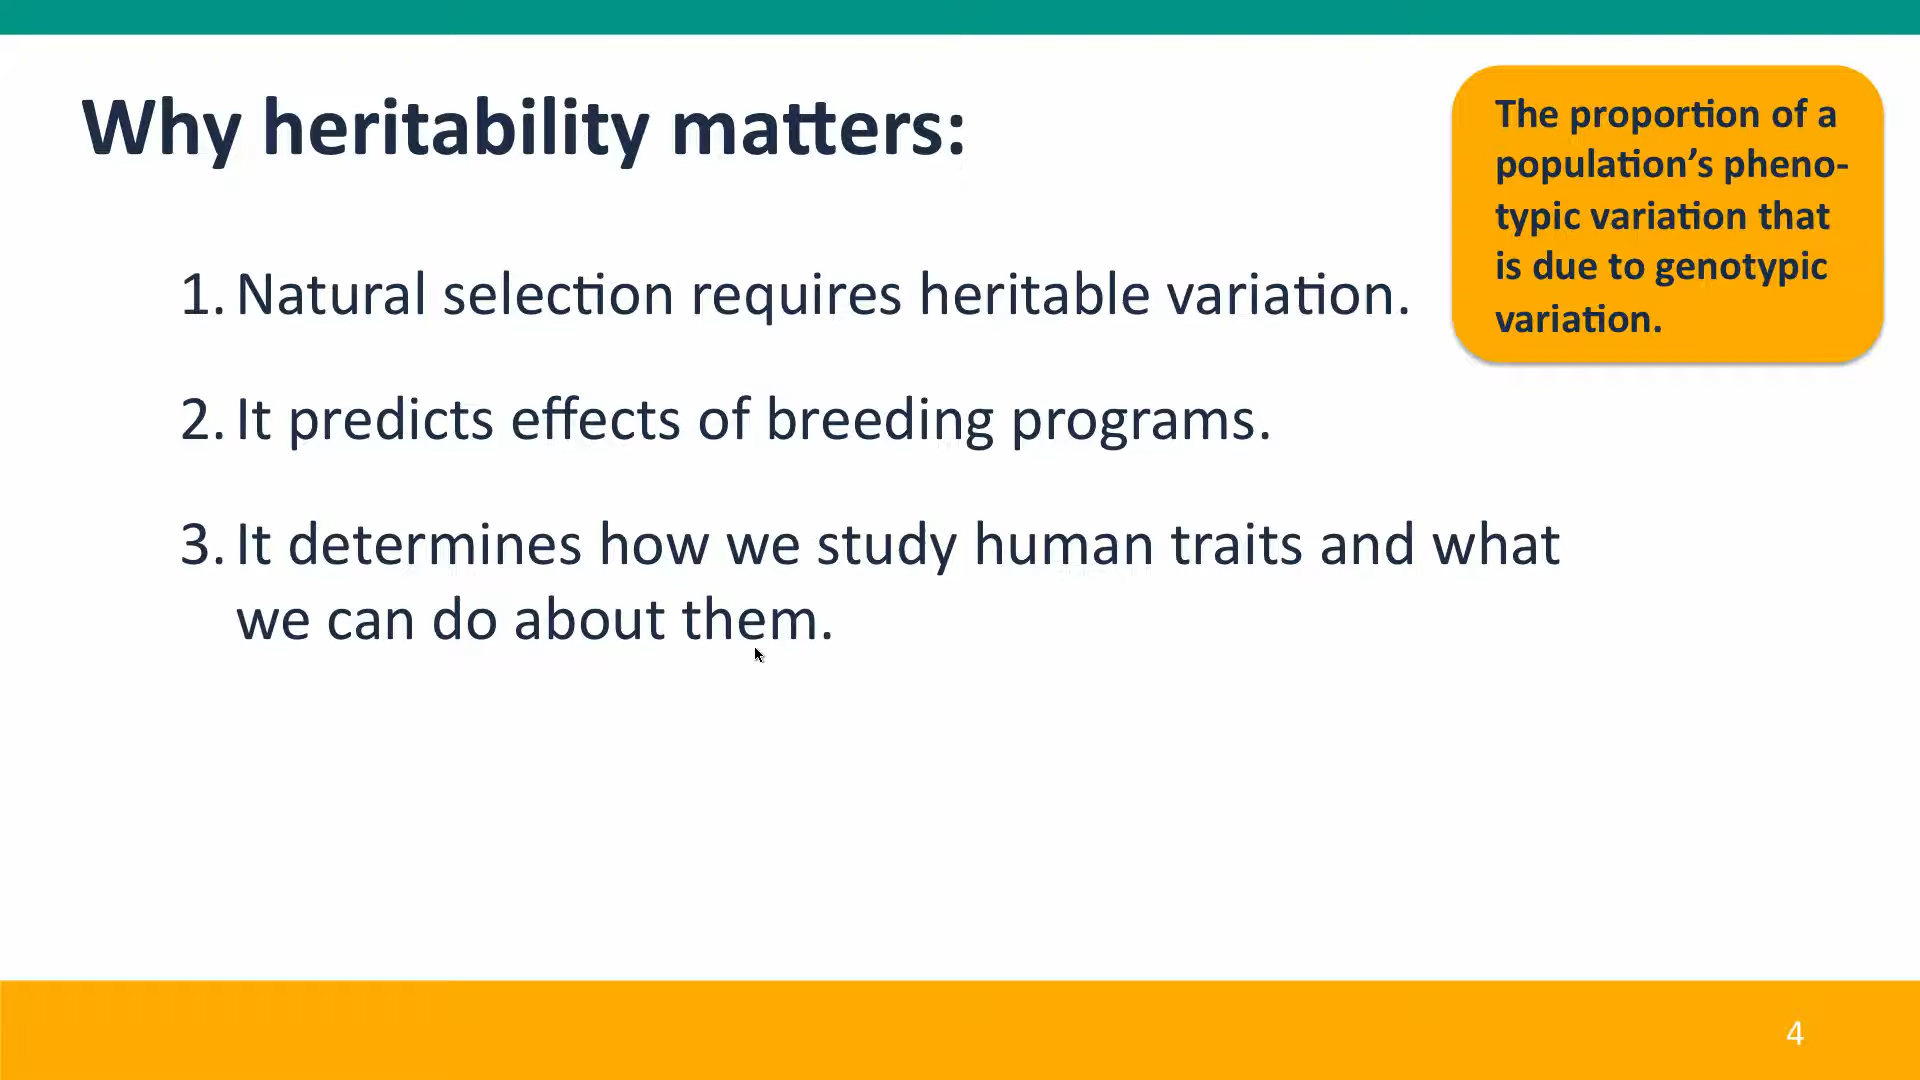 Why heritability matters:
The proportion of a
population’s pheno-
typic variation that
is due to genotypic
variation.
1. Natural selection requires heritable variation.
2. It predicts effects of breeding programs.
3. It determines how we study human traits and what
we can do about them.
4